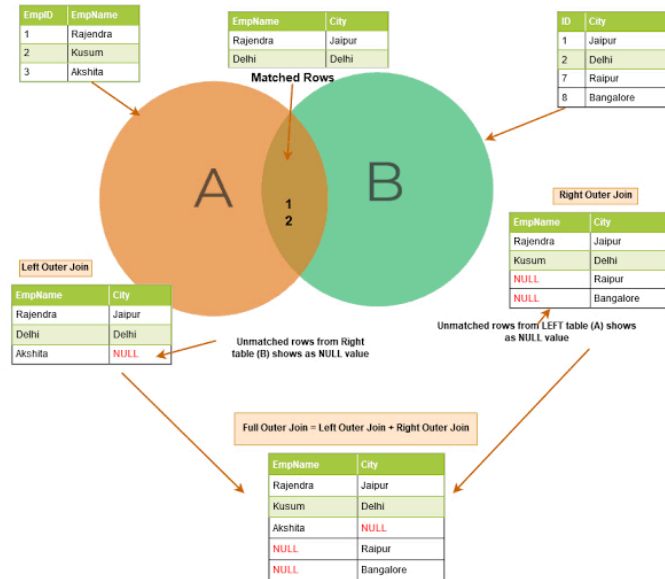 EmpID EmpName
1 Rajendra
2 Kusum
3 Akshita
EmpName City
Rajendra Jaipur
Delhi Delhi
Matched Rows
ID City
1 Jaipur
2 Delhi
7 Raipur
8 Bangalore
A
B
1
2
Right Outer Join
EmpName City
Rajendra Jaipur
Kusum Delhi
NULL Raipur
NULL Bangalore
Unmatched rows from LEFT table (A) shows
as NULL value
Left Outer Join
EmpName City
Rajendra Jaipur
Delhi Delhi
Akshita NULL
Unmatched rows from Right
table (B) shows as NULL value
Full Outer Join = Left Outer Join + Right Outer Join
EmpName City
Rajendra Jaipur
Kusum Delhi
Akshita NULL
NULL Raipur
NULL Bangalore